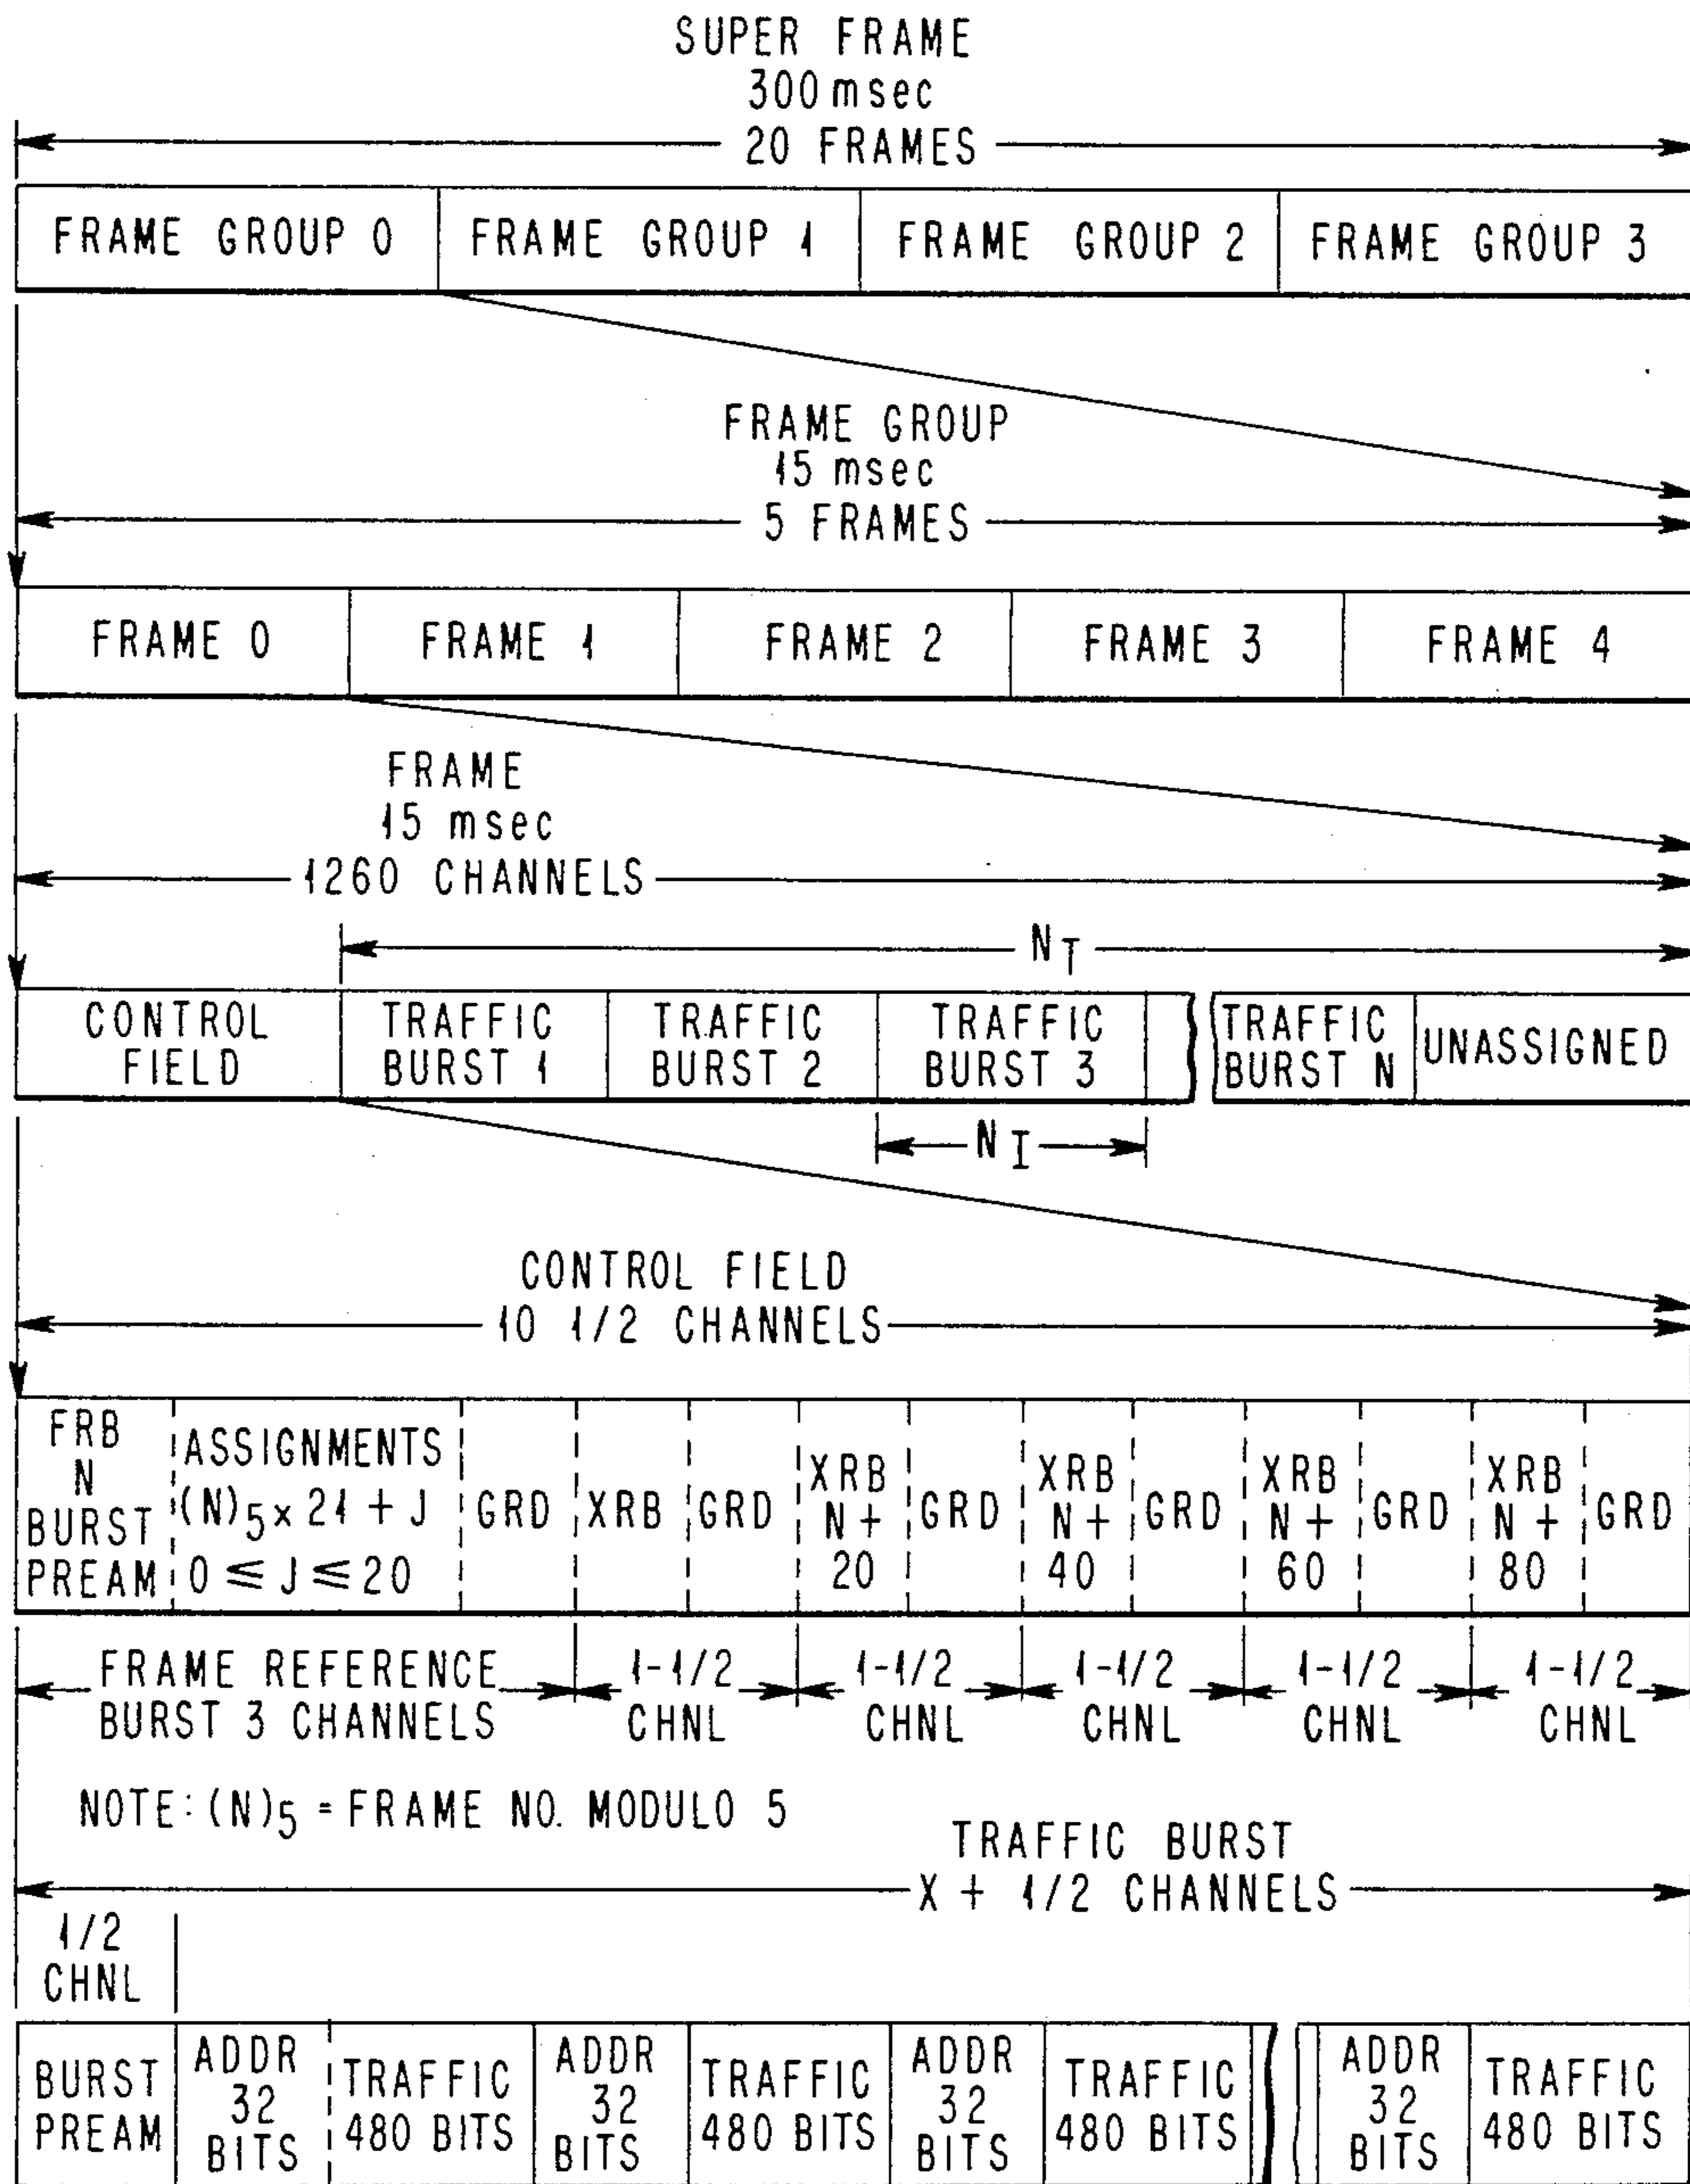 SUPER FRAME
300 msec
20 FRAMES
FRAME GROUP 0 FRAME GROUP 1 FRAME GROUP 2 FRAME GROUP 3
FRAME GROUP
15 msec
5 FRAMES
FRAME 0 FRAME 1 FRAME 2 FRAME 3 FRAME 4
FRAME
15 msec
1260 CHANNELS
NT
CONTROL FIELD
TRAFFIC BURST 1
TRAFFIC BURST 2
TRAFFIC BURST 3
TRAFFIC BURST N
UNASSIGNED
NI
CONTROL FIELD
10 1/2 CHANNELS
FRB
N
BURST
PREAM
ASSIGNMENTS
(N)5 x 21 + J
0 ≤ J ≤ 20
GRD
XRB
GRD
XRB
N +
20
GRD
XRB
N +
40
GRD
XRB
N +
60
GRD
XRB
N +
80
GRD
FRAME REFERENCE
BURST 3 CHANNELS
1-1/2
CHNL
1-1/2
CHNL
1-1/2
CHNL
1-1/2
CHNL
1-1/2
CHNL
NOTE: (N)5 = FRAME NO. MODULO 5
TRAFFIC BURST
X + 1/2 CHANNELS
1/2
CHNL
BURST
PREAM
ADDR
32
BITS
TRAFFIC
480 BITS
ADDR
32
BITS
TRAFFIC
480 BITS
ADDR
32
BITS
TRAFFIC
480 BITS
ADDR
32
BITS
TRAFFIC
480 BITS